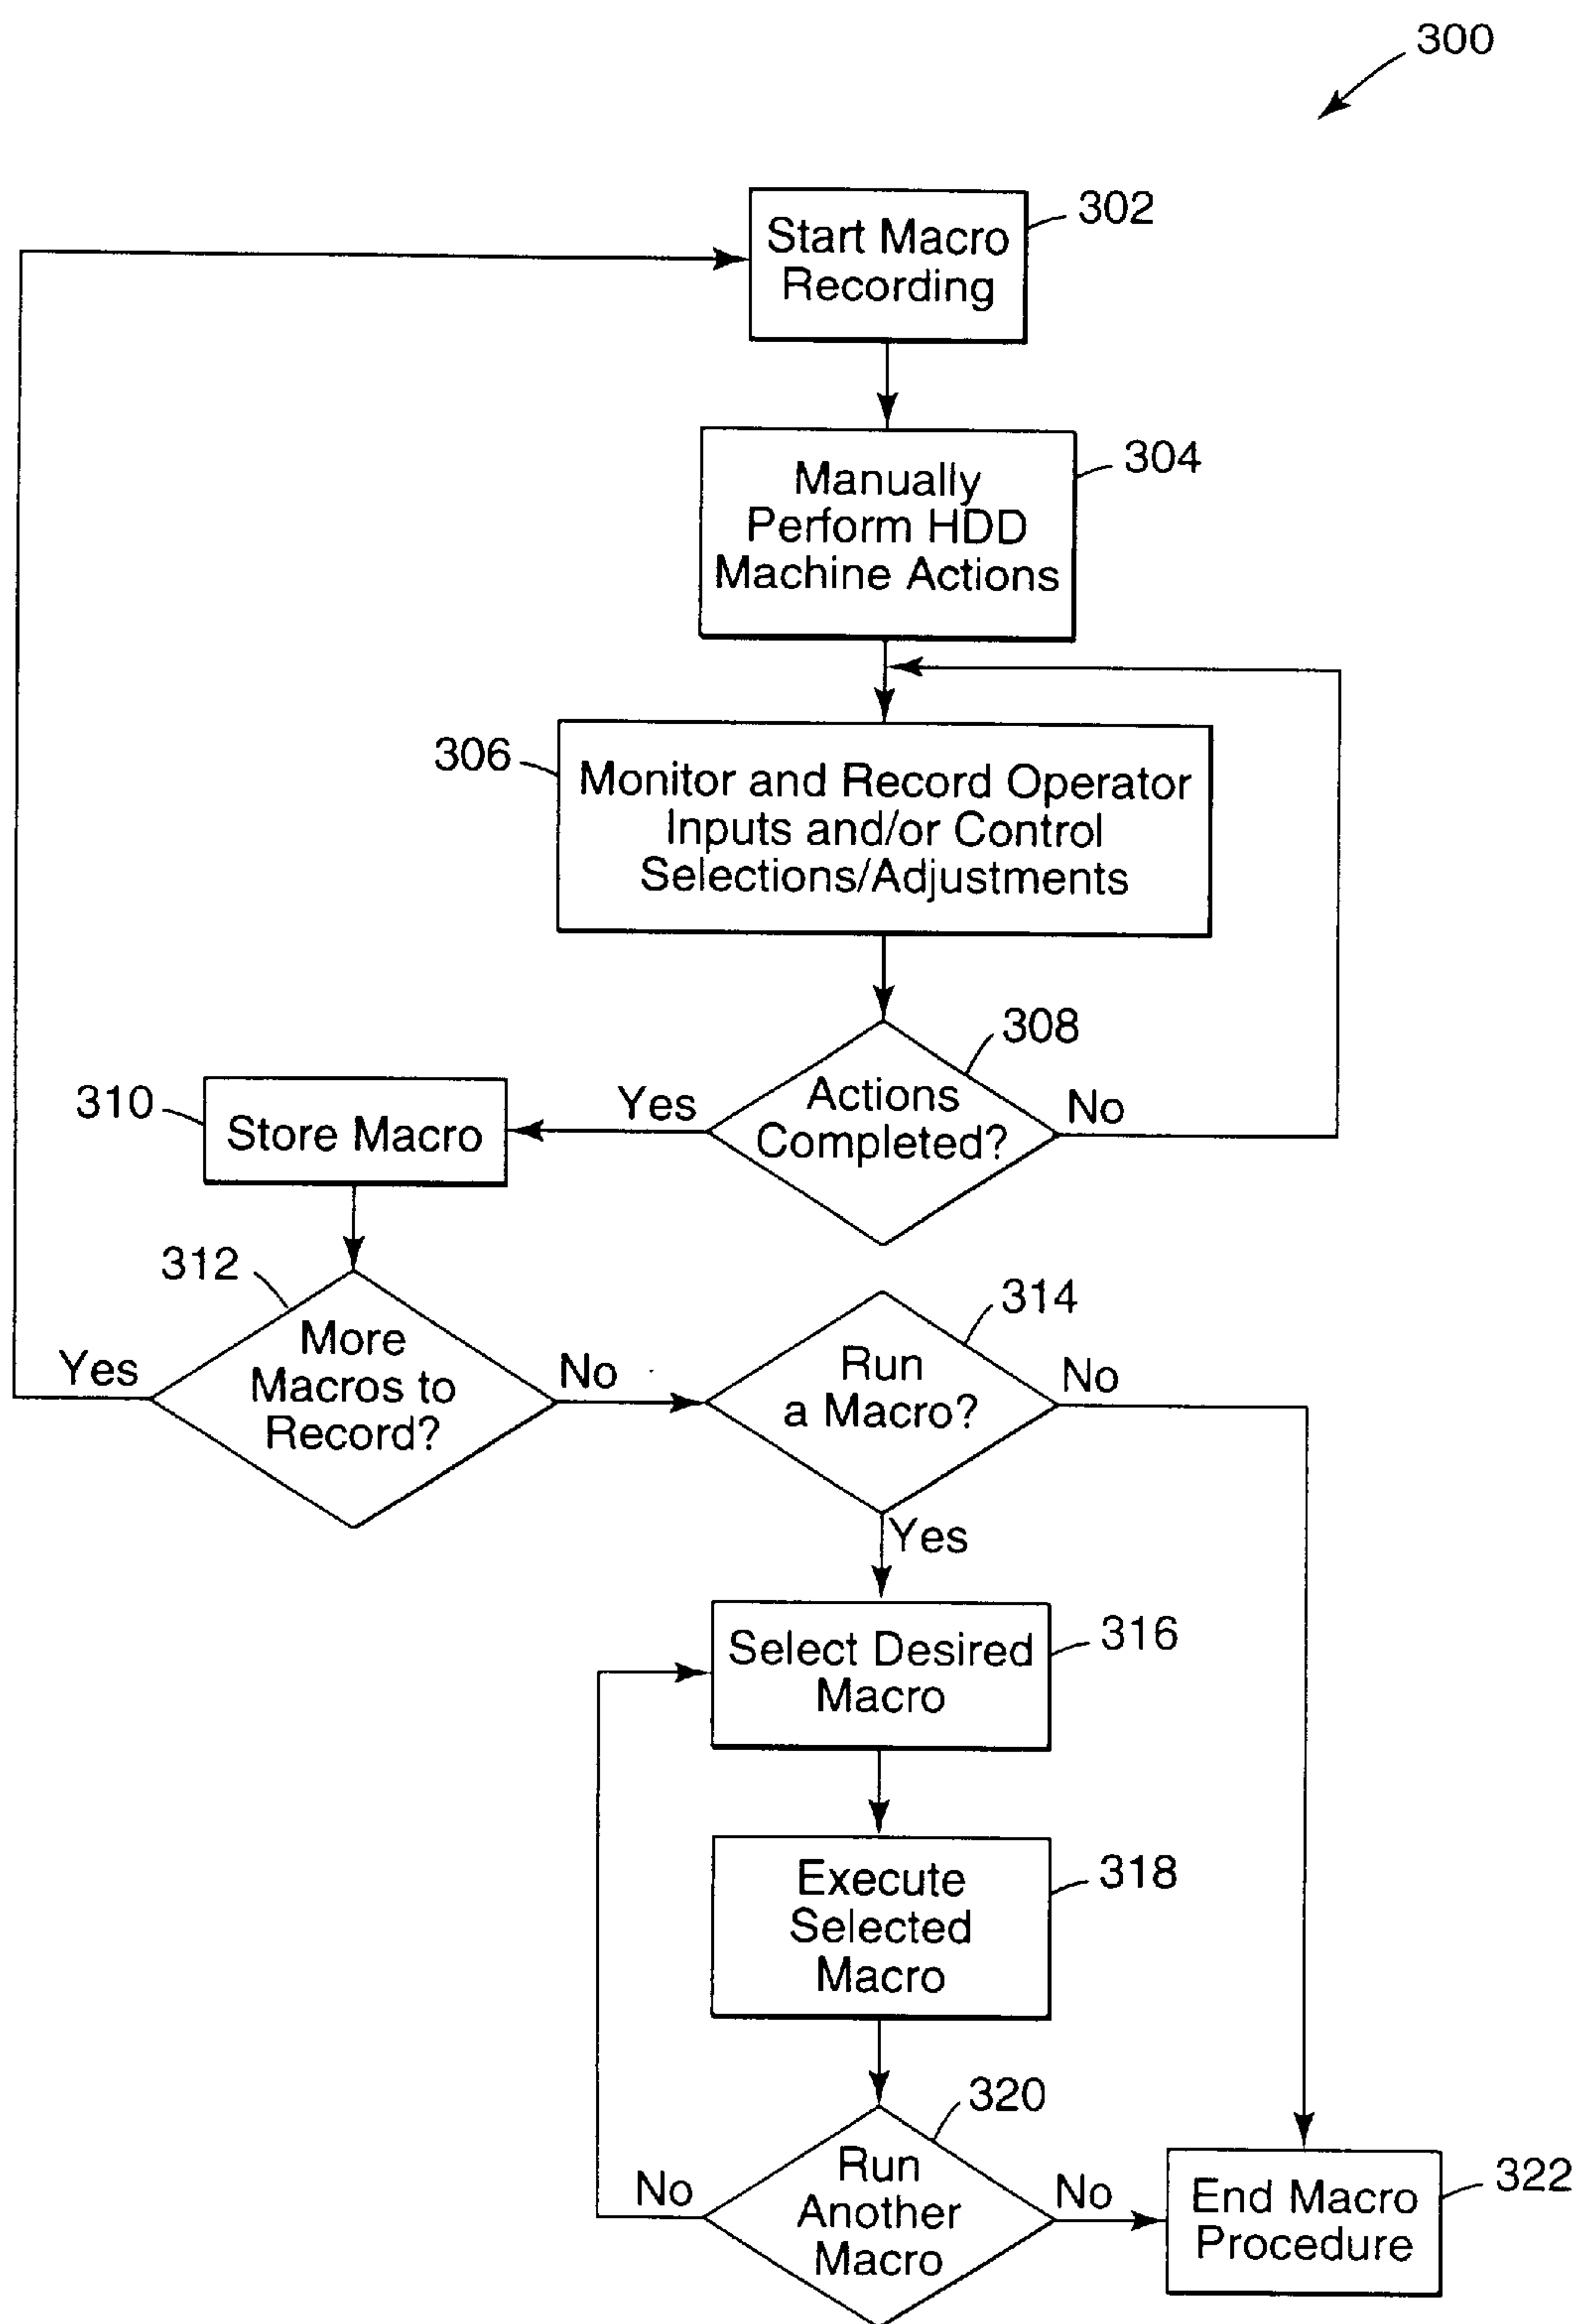 300
302
Start Macro
Recording
304
Manually
Perform HDD
Machine Actions
306
Monitor and Record Operator
Inputs and/or Control
Selections/Adjustments
308
Actions
Completed?
Yes
No
310
Store Macro
312
More
Macros to
Record?
Yes
No
314
Run
a Macro?
No
Yes
316
Select Desired
Macro
318
Execute
Selected
Macro
320
Run
Another
Macro
No
No
322
End Macro
Procedure